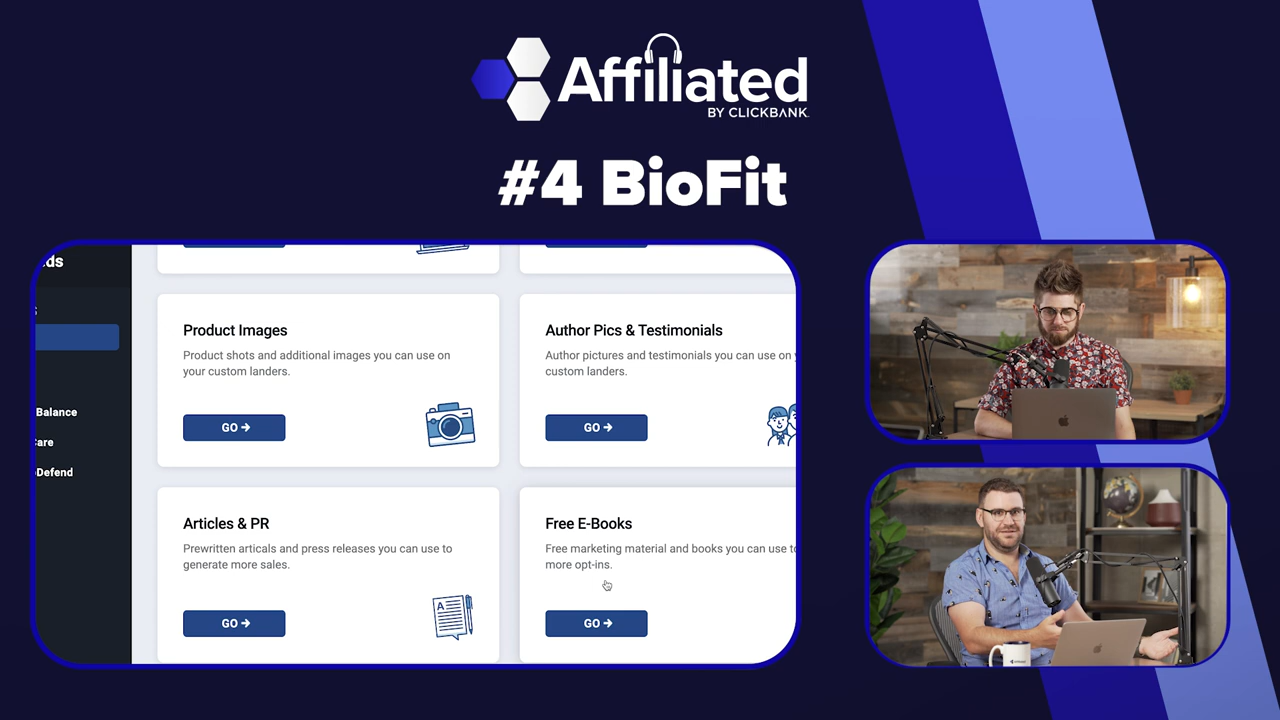 Affiliated
BY CLICKBANK
#4 BioFit
ds
Balance
Care
Defend
Product Images
Product shots and additional images you can use on
your custom landers.
GO →
Author Pics & Testimonials
Author pictures and testimonials you can use on
custom landers.
GO →
Articles & PR
Prewritten articals and press releases you can use to
generate more sales.
GO →
Free E-Books
Free marketing material and books you can use to
more opt-ins.
GO →